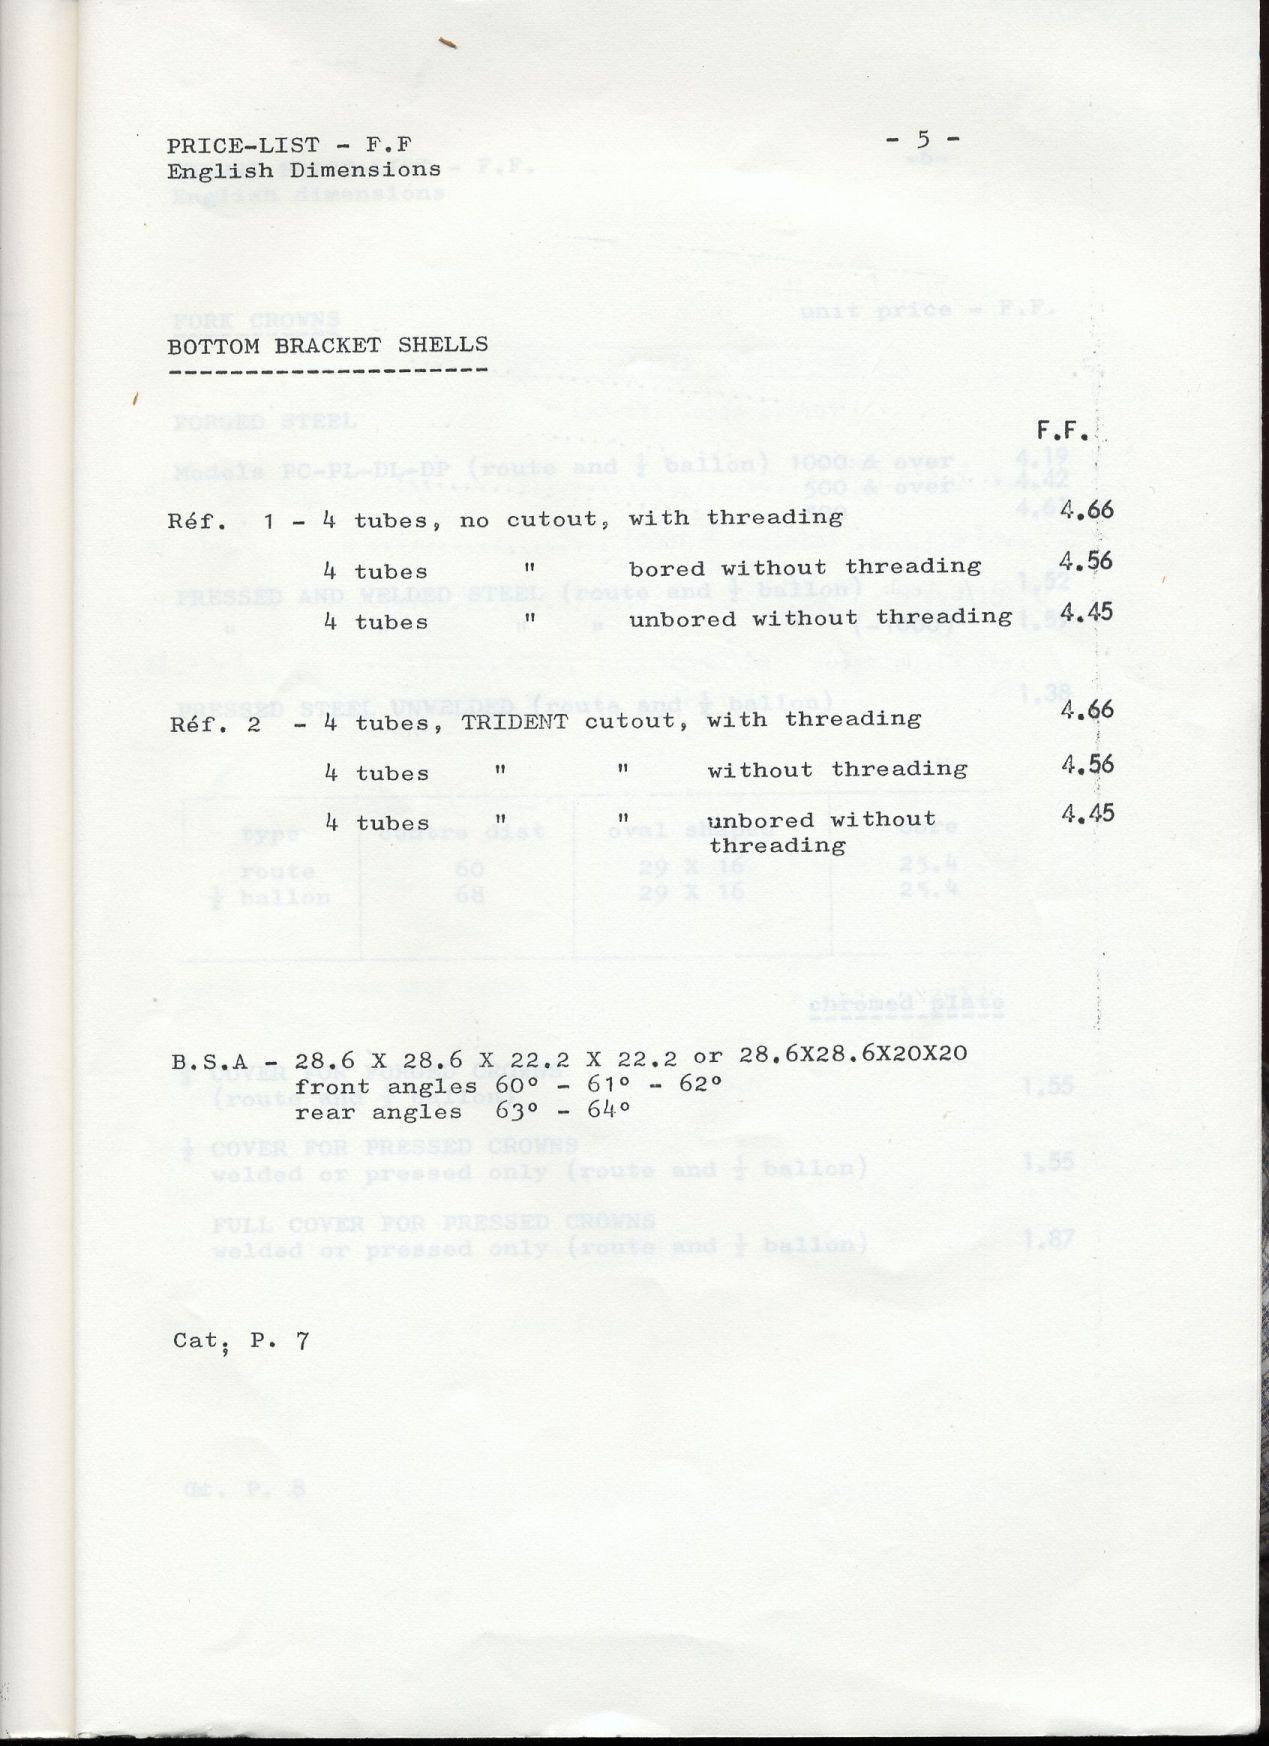 PRICE-LIST - F.F - 5 -
English Dimensions
BOTTOM BRACKET SHELLS
F.F.
Réf. 1 - 4 tubes, no cutout, with threading 4.66
4 tubes " bored without threading 4.56
4 tubes " unbored without threading 4.45
Réf. 2 - 4 tubes, TRIDENT cutout, with threading 4.66
4 tubes " " without threading 4.56
4 tubes " " unbored without 4.45
threading
B.S.A - 28.6 X 28.6 X 22.2 X 22.2 or 28.6X28.6X20X20
front angles 60° - 61° - 62°
rear angles 63° - 64°
Cat; P. 7